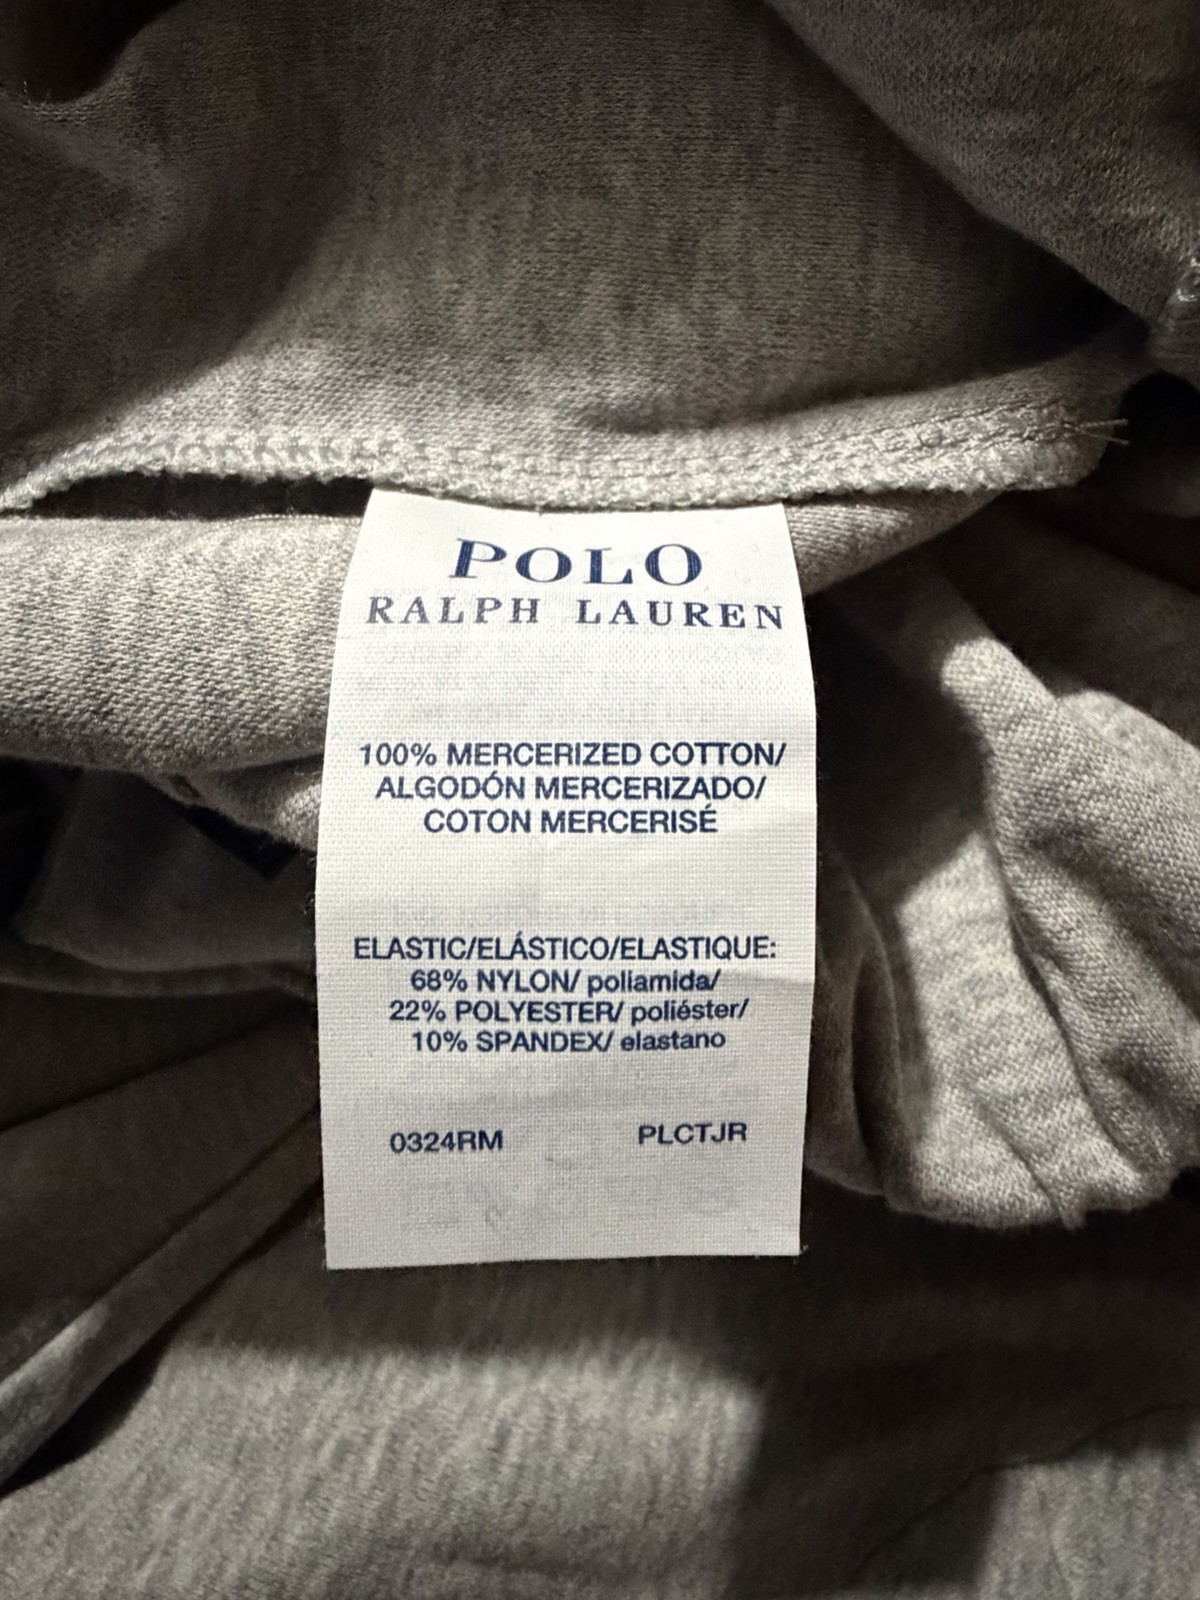 POLO
RALPH LAUREN
100% MERCERIZED COTTON/
ALGODÓN MERCERIZADO/
COTON MERCERISÉ
ELASTIC/ELÁSTICO/ELASTIQUE:
68% NYLON/ poliamida/
22% POLYESTER/ poliéster/
10% SPANDEX/ elastano
0324RM PLCTJR